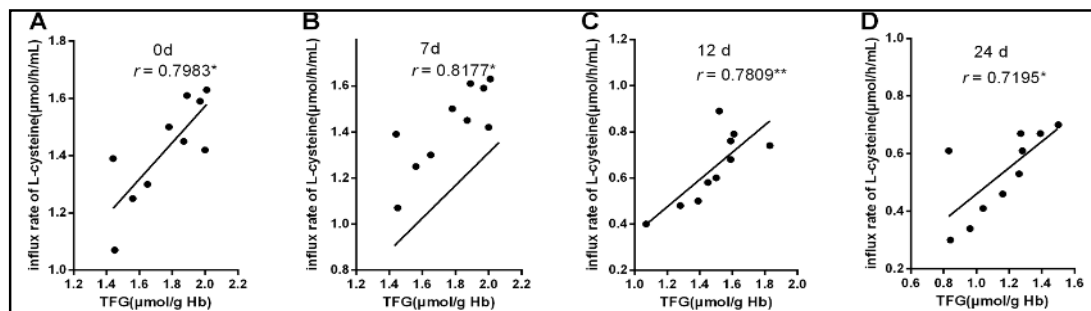 A
0d
r = 0.7983*
influx rate of L-cysteine(μmol/h/mL)
1.8
1.6
1.4
1.2
1.0
1.2 1.4 1.6 1.8 2.0 2.2
TFG(μmol/g Hb)
B
7d
r = 0.8177*
1.6
1.4
1.2
1.0
0.8
1.2 1.4 1.6 1.8 2.0 2.2
TFG(μmol/g Hb)
C
12 d
r = 0.7809**
influx rate of L-cysteine(μmol/h/mL)
1.2
1.0
0.8
0.6
0.4
0.2
1.0 1.2 1.4 1.6 1.8 2.0
TFG(μmol/g Hb)
D
24 d
r = 0.7195*
influx rate of L-cysteine(μmol/h/mL)
1.0
0.8
0.6
0.4
0.2
0.6 0.8 1.0 1.2 1.4 1.6
TFG(μmol/g Hb)